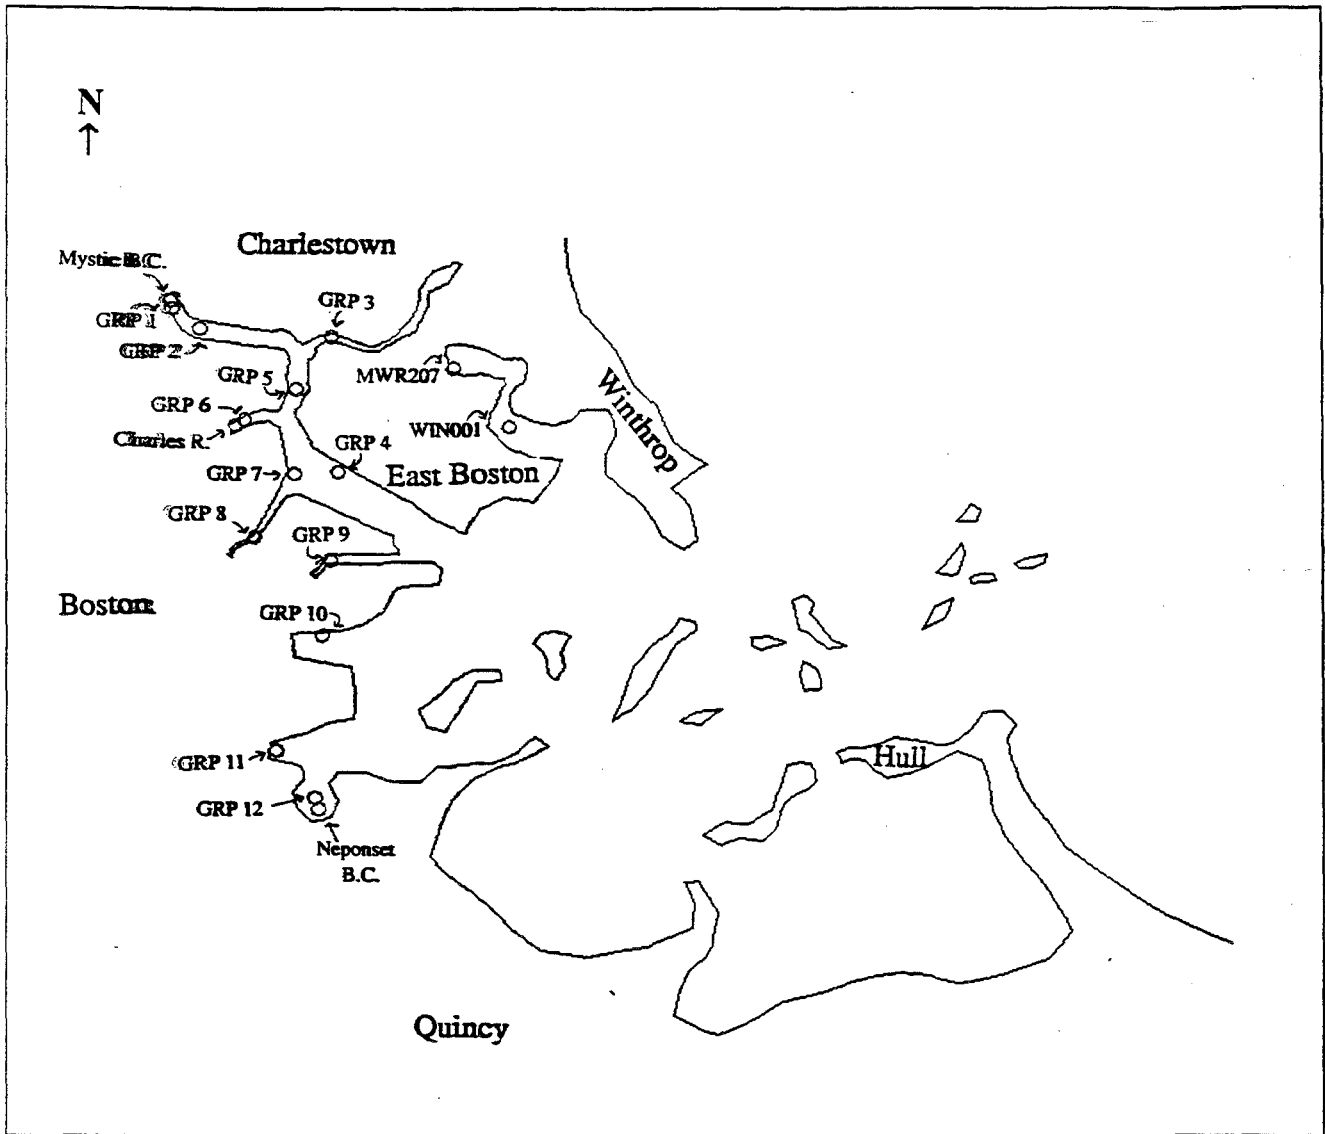 N
Charlestown
Mystic B.C.
GRP 3
GRP 1
GRP 2
GRP 5
MWR207
GRP 6
Charles R.
GRP 4
WIN001
Winthrop
GRP 7
East Boston
GRP 8
GRP 9
Boston
GRP 10
GRP 11
Hull
GRP 12
Neponset
B.C.
Quincy